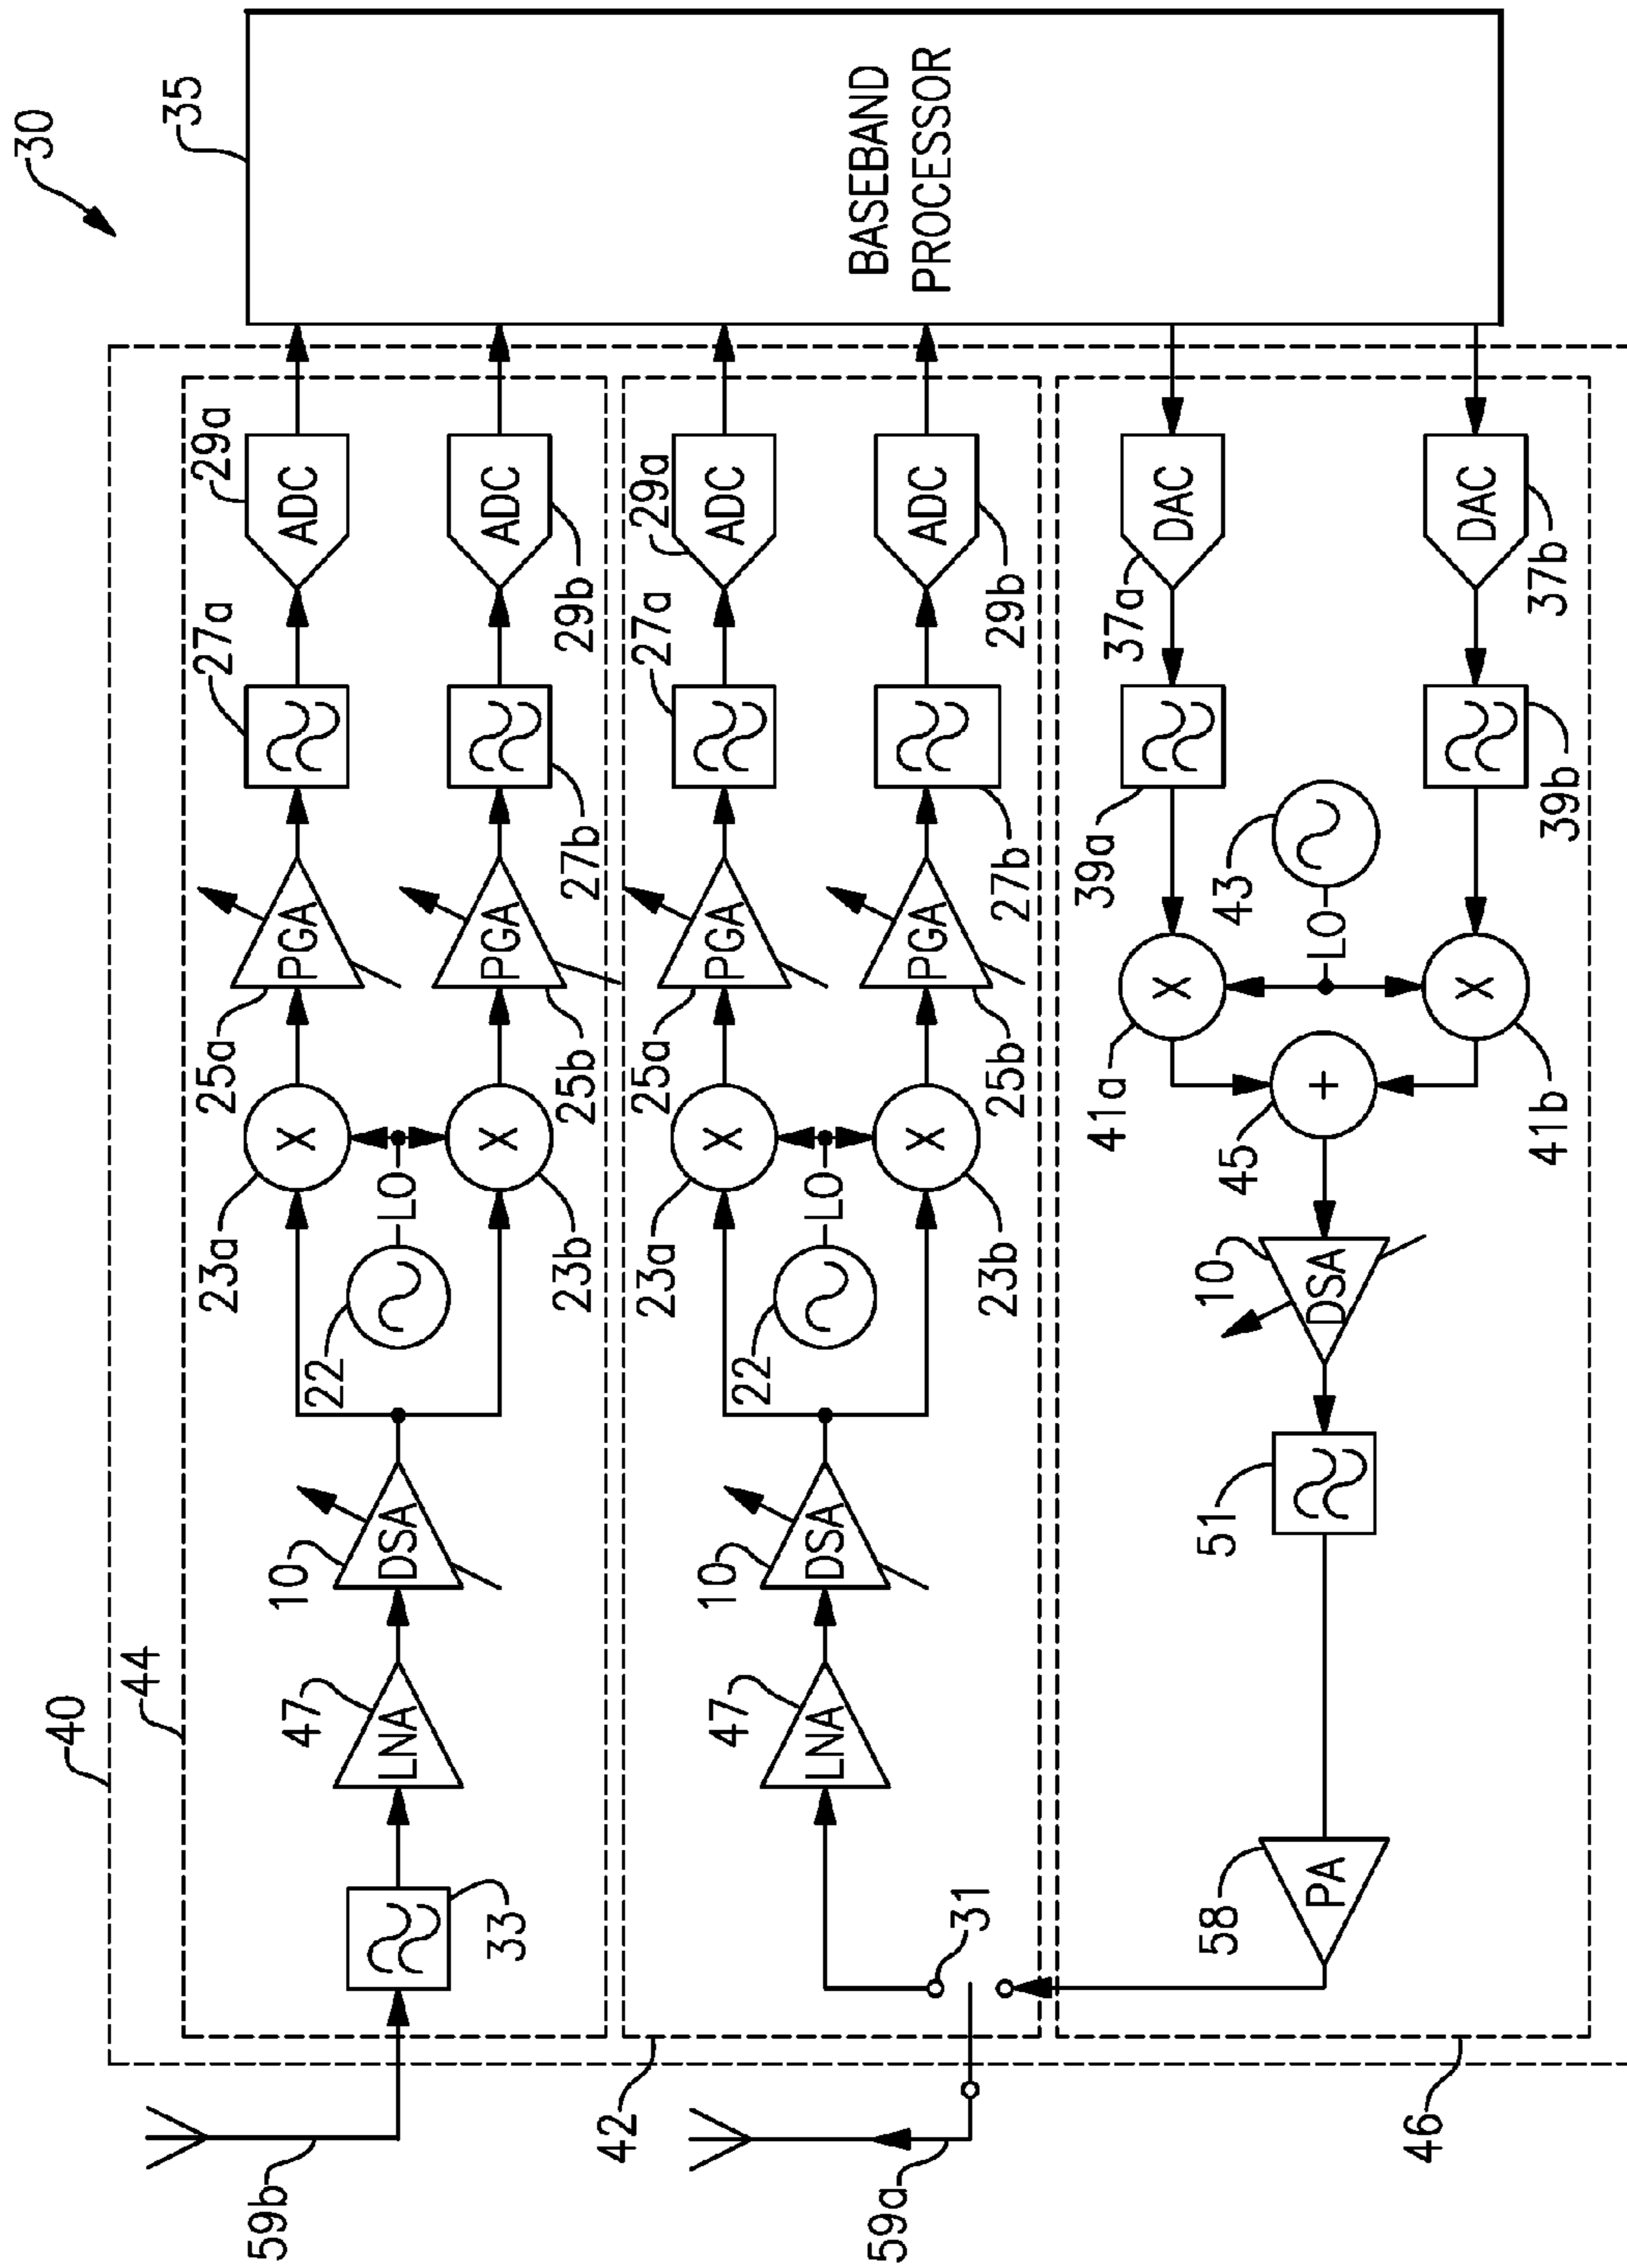 30
40
44
35
BASEBAND
PROCESSOR
59b
33
LNA
47
DSA
10
22
LO
23a
X
X
23b
25a
PGA
PGA
25b
27a
27b
29a
ADC
ADC
29b
59a
42
31
LNA
47
DSA
10
22
LO
23a
X
X
23b
25a
PGA
PGA
25b
27a
27b
29a
ADC
ADC
29b
46
58
PA
51
10
DSA
45
+
41a
X
X
41b
LO
43
39a
39b
37a
DAC
DAC
37b